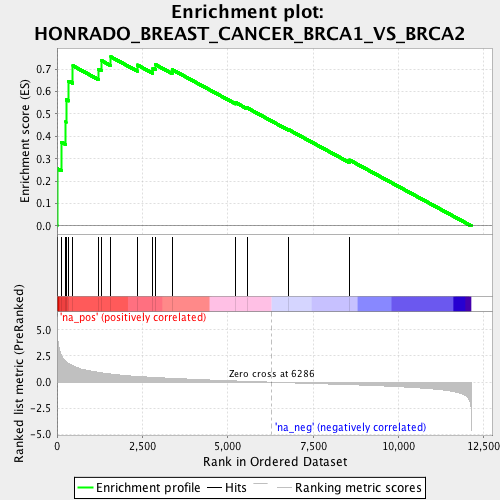 Enrichment plot:
HONRADO_BREAST_CANCER_BRCA1_VS_BRCA2
Enrichment score (ES)
0.7
0.6
0.5
0.4
0.3
0.2
0.1
0.0
'na_pos' (positively correlated)
Ranked list metric (PreRanked)
5.0
2.5
0.0
-2.5
-5.0
Zero cross at 6286
'na_neg' (negatively correlated)
0 2,500 5,000 7,500 10,000 12,500
Rank in Ordered Dataset
Enrichment profile Hits Ranking metric scores